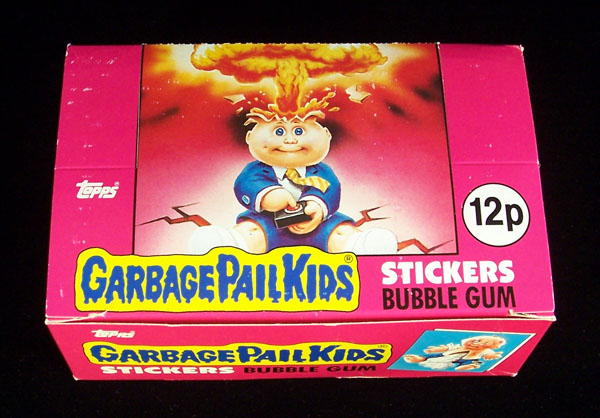 topps®
12p
GARBAGE PAIL KIDS®
STICKERS
BUBBLE GUM
topps®
GARBAGE PAIL KIDS
STICKERS BUBBLE GUM